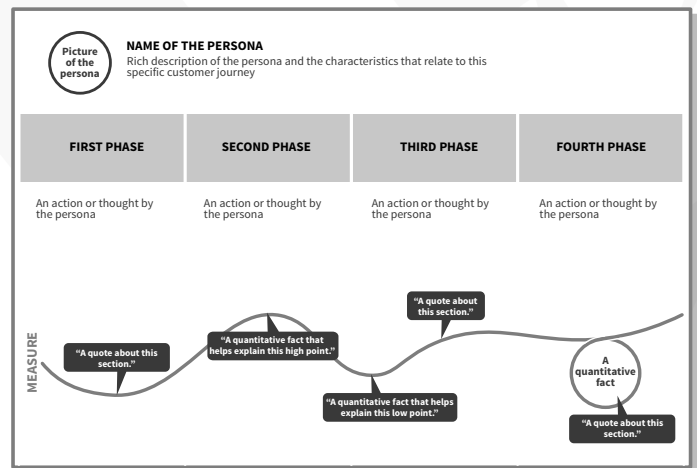 Picture
of the
persona
NAME OF THE PERSONA
Rich description of the persona and the characteristics that relate to this
specific customer journey
FIRST PHASE
SECOND PHASE
THIRD PHASE
FOURTH PHASE
An action or thought by
the persona
An action or thought by
the persona
An action or thought by
the persona
An action or thought by
the persona
MEASURE
“A quote about this
section.”
“A quantitative fact that
helps explain this high point.”
“A quantitative fact that helps
explain this low point.”
“A quote about
this section.”
A
quantitative
fact
“A quote about this
section.”